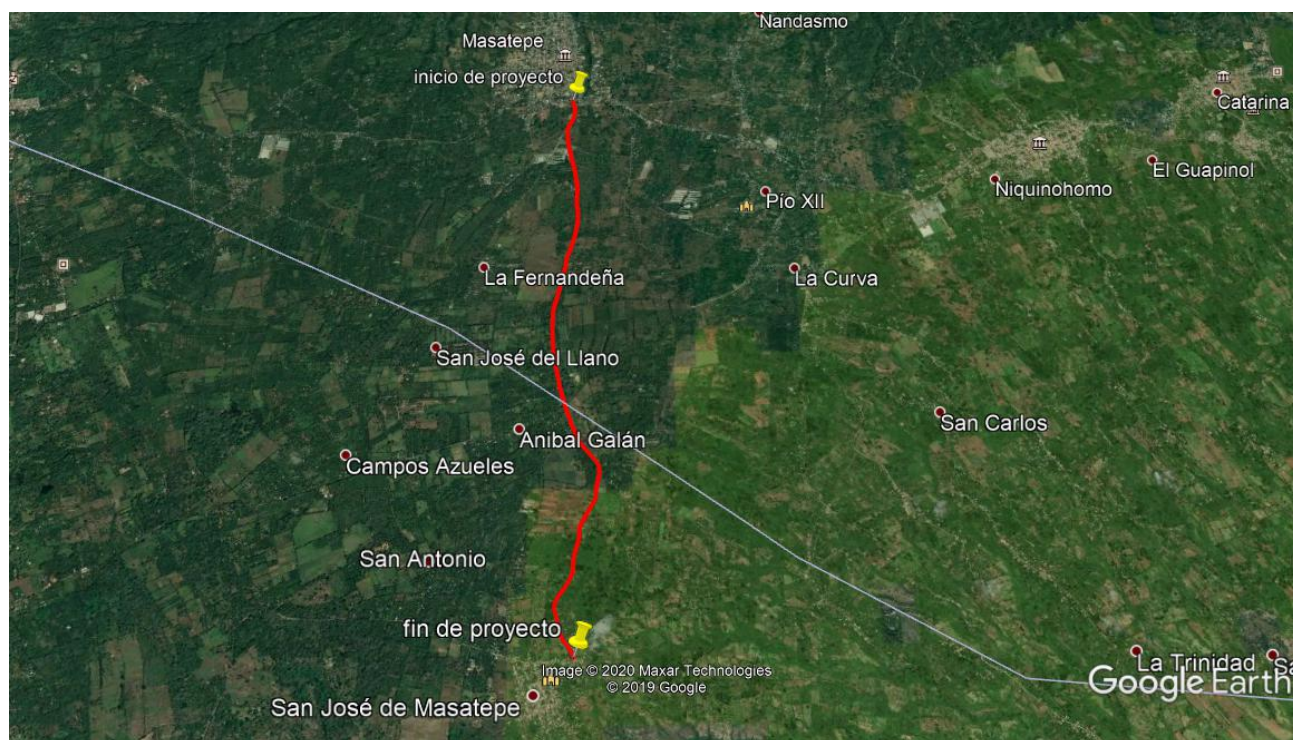 Nandasmo
Masatepe
inicio de proyecto
Catarina
El Guapinol
Niquinohomo
Pío XII
La Fernandeña
La Curva
San José del Llano
San Carlos
Anibal Galán
Campos Azueles
San Antonio
fin de proyecto
Image © 2020 Maxar Technologies
© 2019 Google
La Trinidad
Sa
Google Earth
San José de Masatepe